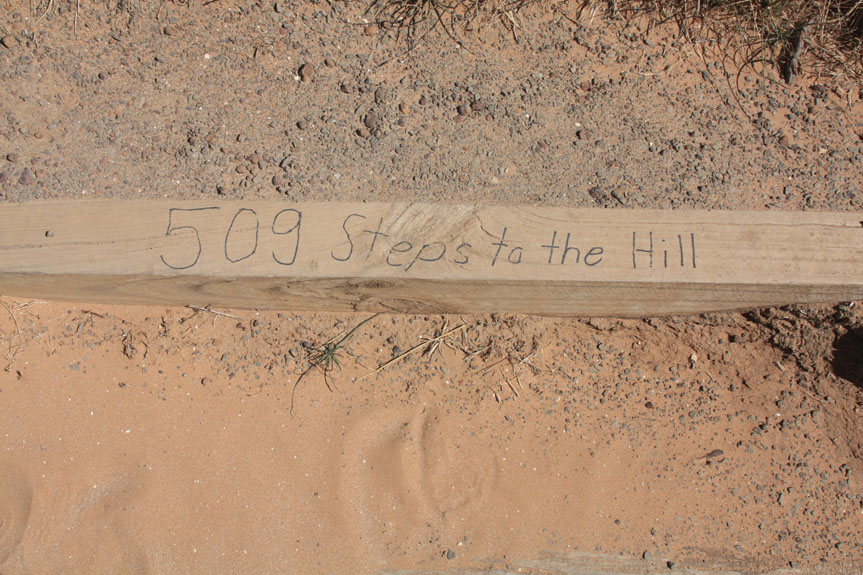 509 Steps to the Hill